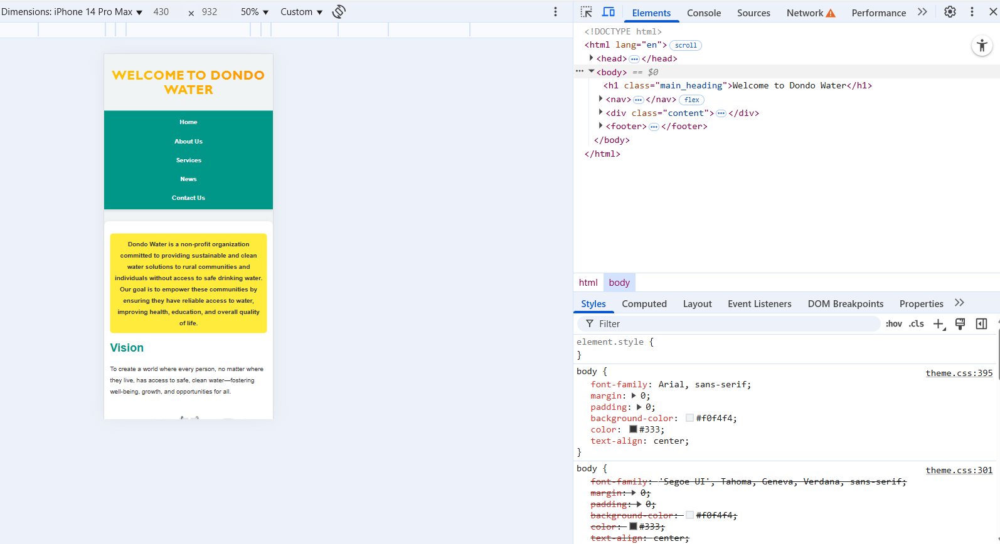 Dimensions: iPhone 14 Pro Max ▼ 430 × 932 50% ▼ Custom ▼
WELCOME TO DONDO
WATER
Home
About Us
Services
News
Contact Us
Dondo Water is a non-profit organization
committed to providing sustainable and clean
water solutions to rural communities and
individuals without access to safe drinking water.
Our goal is to empower these communities by
ensuring they have reliable access to water,
improving health, education, and overall quality
of life.
Vision
To create a world where every person, no matter where
they live, has access to safe, clean water—fostering
well-being, growth, and opportunities for all.
Elements Console Sources Network Performance
<!DOCTYPE html>
<html lang="en"> scroll
<head> ••• </head>
••• <body> == $0
<h1 class="main_heading">Welcome to Dondo Water</h1>
<nav> ••• </nav> flex
<div class="content"> ••• </div>
<footer> ••• </footer>
</body>
</html>
html body
Styles Computed Layout Event Listeners DOM Breakpoints Properties
Filter :hov .cls
element.style {
}
body { theme.css:395
font-family: Arial, sans-serif;
margin: 0;
padding: 0;
background-color: #f0f4f4;
color: #333;
text-align: center;
}
body { theme.css:301
font-family: 'Segoe UI', Tahoma, Geneva, Verdana, sans-serif;
margin: 0;
padding: 0;
background-color: #f0f4f4;
color: #333;
text-align: center;